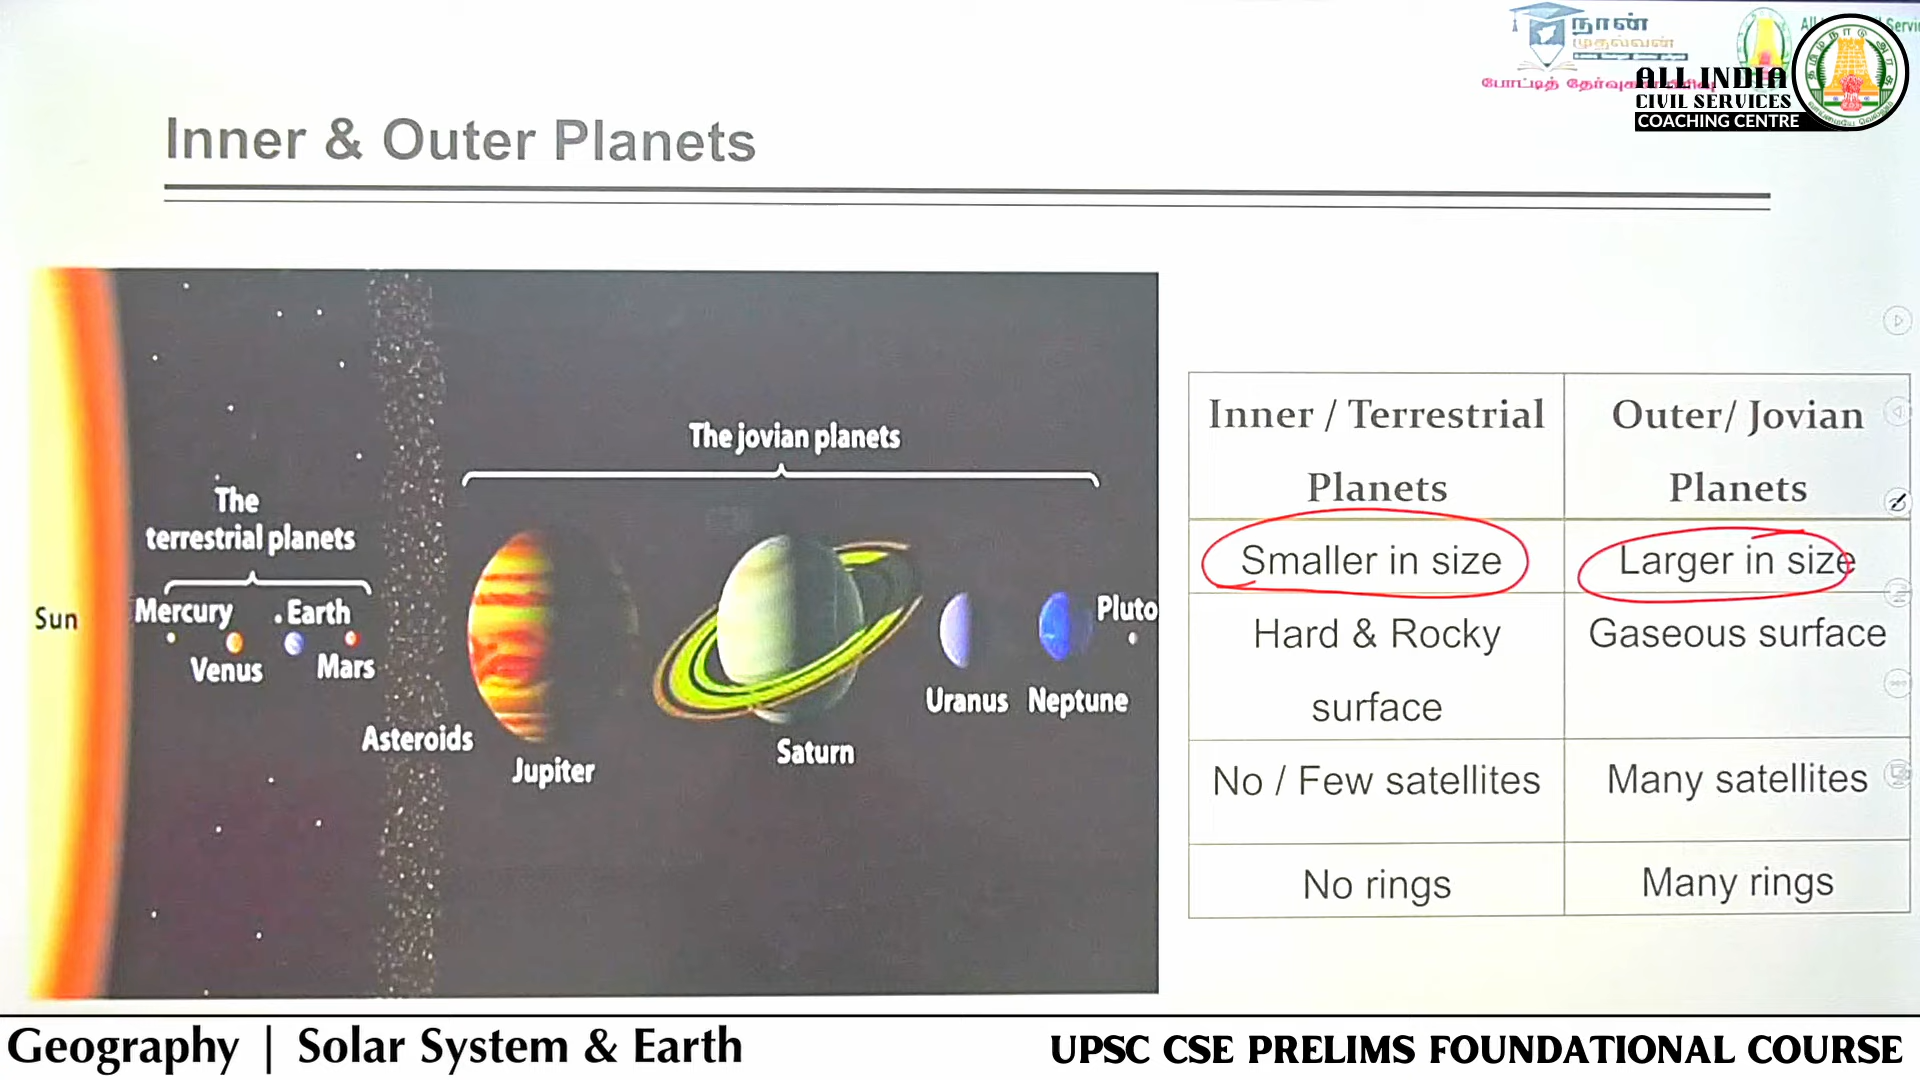 நான்
முதல்வன்
போட்டித்
ALL INDIA
CIVIL SERVICES
COACHING CENTRE
Inner & Outer Planets
The jovian planets
The
terrestrial planets
Sun
Mercury
Earth
Venus
Mars
Asteroids
Jupiter
Saturn
Uranus
Neptune
Pluto
Inner / Terrestrial
Planets
Outer/ Jovian
Planets
Smaller in size
Larger in size
Hard & Rocky
surface
Gaseous surface
No / Few satellites
Many satellites
No rings
Many rings
Geography | Solar System & Earth
UPSC CSE PRELIMS FOUNDATIONAL COURSE